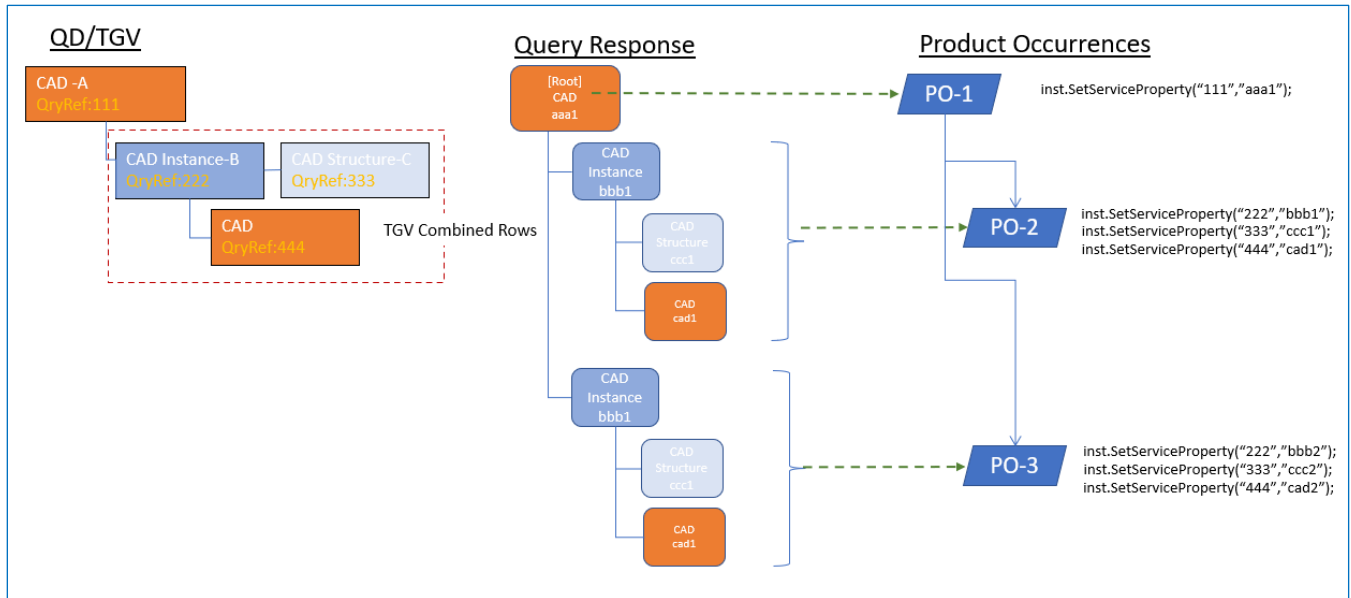 QD/TGV
CAD -A
QryRef:111
CAD Instance-B
QryRef:222
CAD Structure-C
QryRef:333
CAD
QryRef:444
TGV Combined Rows
Query Response
[Root]
CAD
aaa1
CAD
Instance
bbb1
CAD
Structure
ccc1
CAD
cad1
CAD
Instance
bbb1
CAD
Structure
ccc1
CAD
cad1
Product Occurrences
PO-1
inst.SetServiceProperty(“111”,”aaa1”);
PO-2
inst.SetServiceProperty(“222”,”bbb1”);
inst.SetServiceProperty(“333”,”ccc1”);
inst.SetServiceProperty(“444”,”cad1”);
PO-3
inst.SetServiceProperty(“222”,”bbb2”);
inst.SetServiceProperty(“333”,”ccc2”);
inst.SetServiceProperty(“444”,”cad2”);